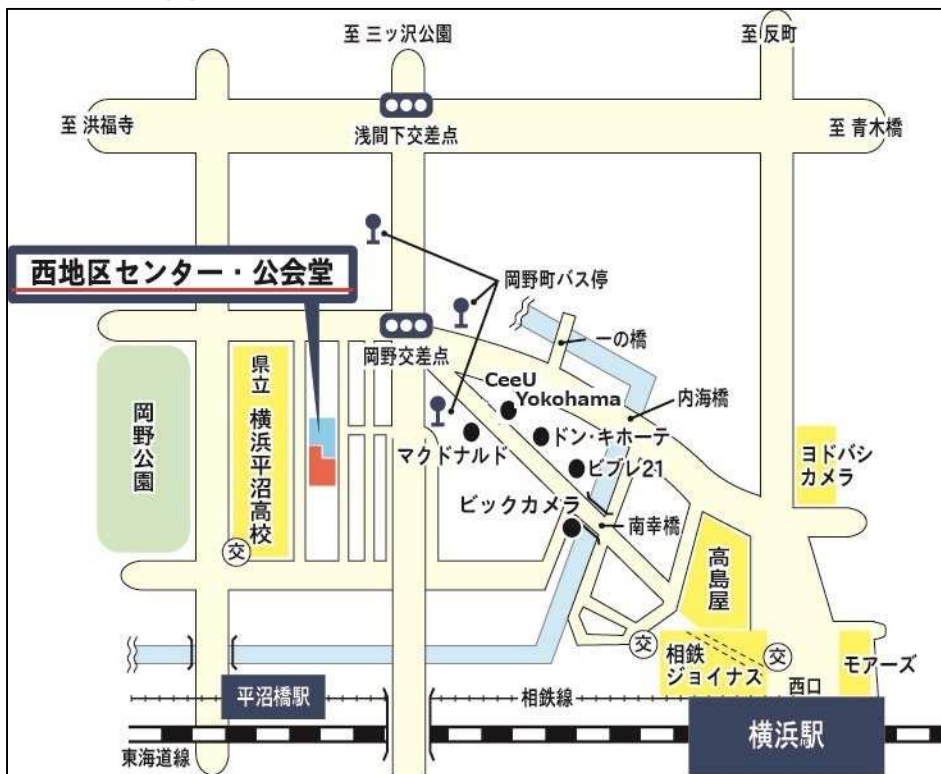 至 三ッ沢公園
至 反町
至 洪福寺
浅間下交差点
至 青木橋
西地区センター・公会堂
岡野町バス停
一の橋
岡野交差点
CeeU
Yokohama
内海橋
岡野公園
県立 横浜平沼高校
マクドナルド
ドン・キホーテ
ビブレ21
ヨドバシ
カメラ
ビックカメラ
南幸橋
高島屋
交
交
交
相鉄
ジョイナス
モアーズ
西口
平沼橋駅
相鉄線
横浜駅
東海道線